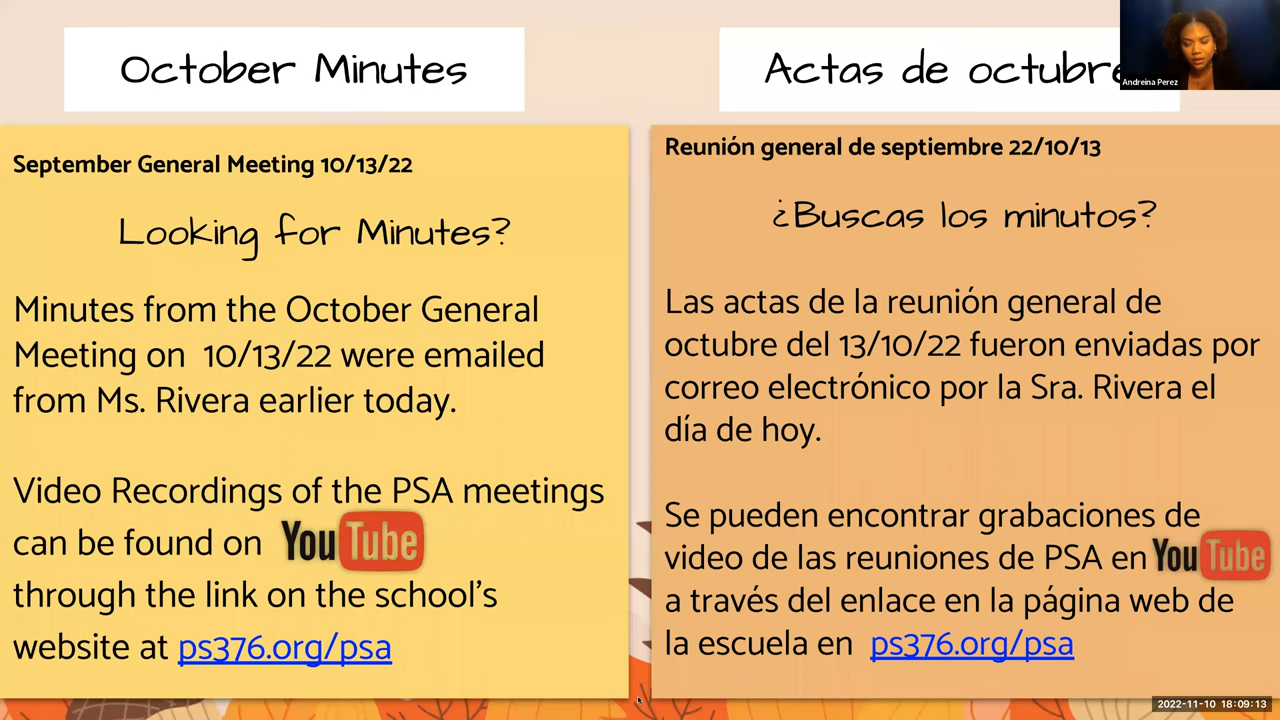 October Minutes
September General Meeting 10/13/22
Looking for Minutes?
Minutes from the October General
Meeting on 10/13/22 were emailed
from Ms. Rivera earlier today.
Video Recordings of the PSA meetings
can be found on YouTube
through the link on the school's
website at ps376.org/psa
Actas de octubre
Reunión general de septiembre 22/10/13
¿Buscas los minutos?
Las actas de la reunión general de
octubre del 13/10/22 fueron enviadas por
correo electrónico por la Sra. Rivera el
día de hoy.
Se pueden encontrar grabaciones de
video de las reuniones de PSA en YouTube
a través del enlace en la página web de
la escuela en ps376.org/psa
Andreina Perez
2022-11-10 18:09:13